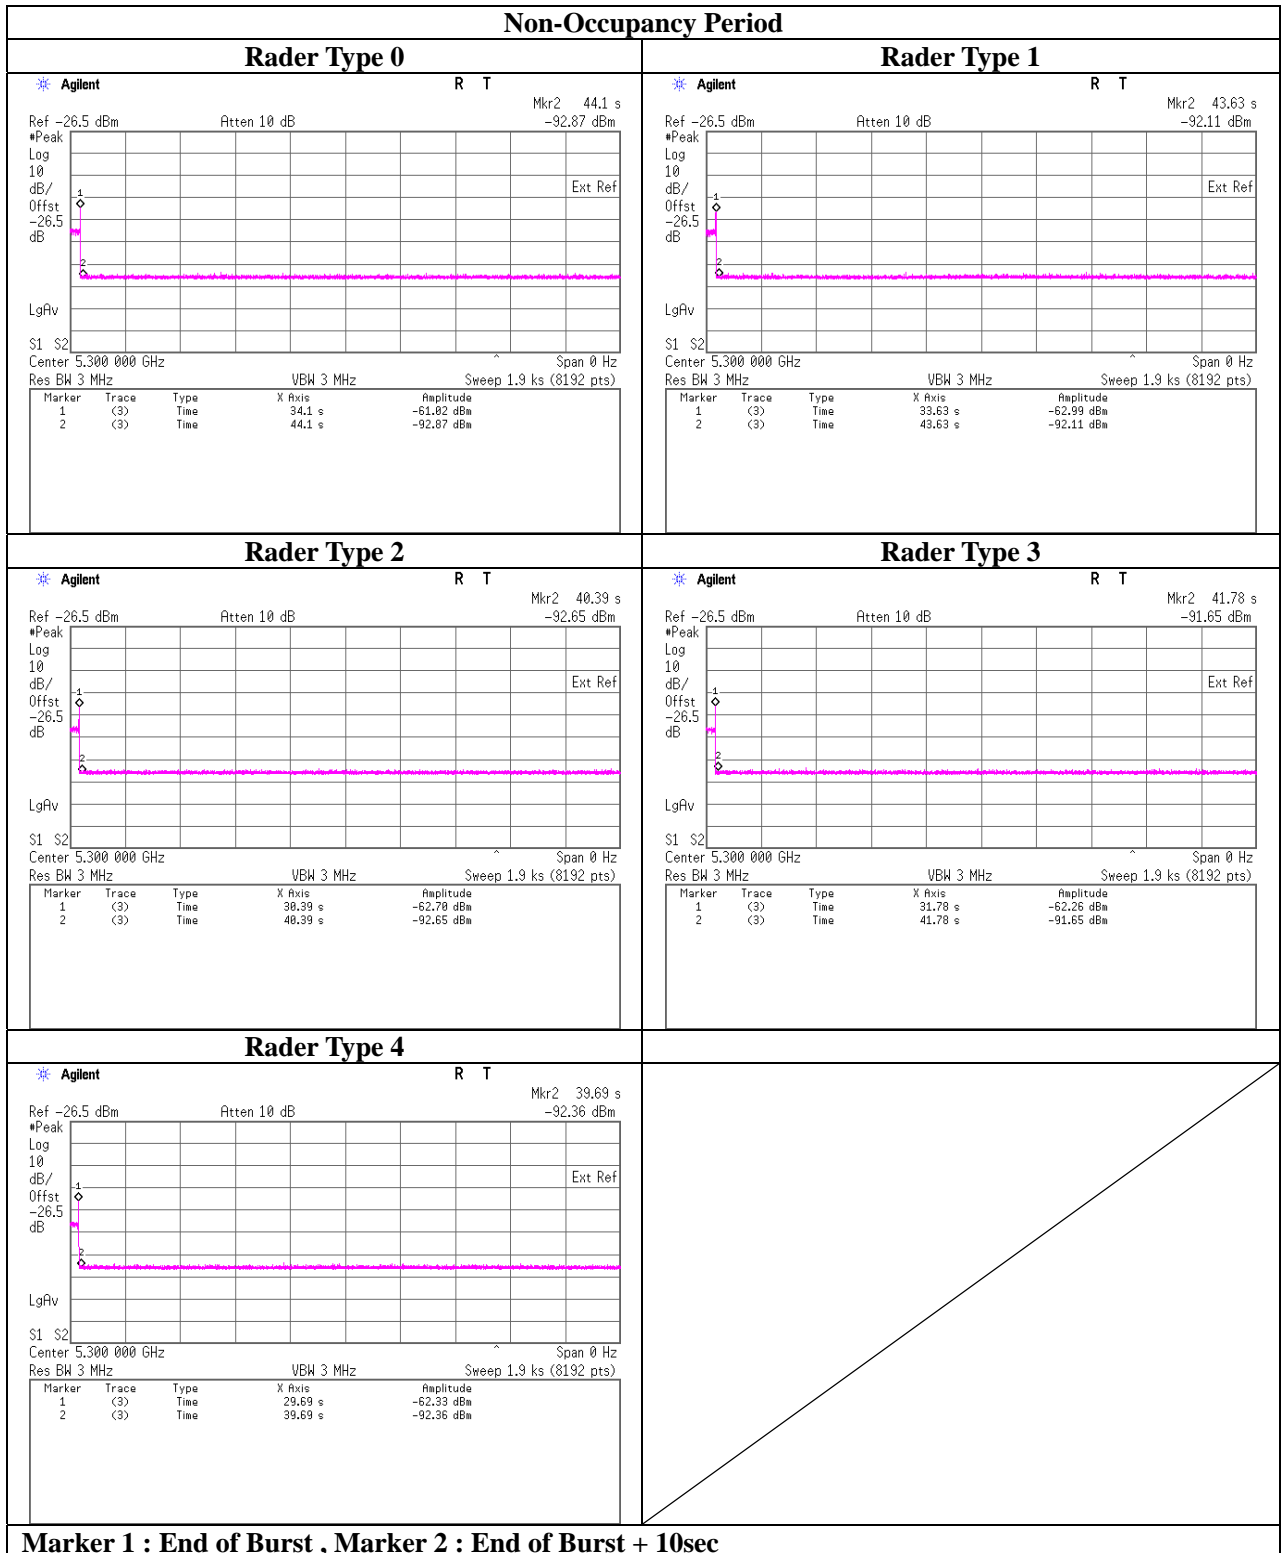 Non-Occupancy Period
Rader Type 0
Agilent R T
Mkr2 44.1 s
Ref -26.5 dBm Atten 10 dB -92.87 dBm
#Peak
Log
10
dB/
Offst
-26.5
dB
Ext Ref
1
2
LgAv
S1 S2
Center 5.300 000 GHz ^ Span 0 Hz
Res BW 3 MHz VBW 3 MHz Sweep 1.9 ks (8192 pts)
Marker Trace Type X Axis Amplitude
1 (3) Time 34.1 s -61.02 dBm
2 (3) Time 44.1 s -92.87 dBm
Rader Type 1
Agilent R T
Mkr2 43.63 s
Ref -26.5 dBm Atten 10 dB -92.11 dBm
#Peak
Log
10
dB/
Offst
-26.5
dB
Ext Ref
1
2
LgAv
S1 S2
Center 5.300 000 GHz ^ Span 0 Hz
Res BW 3 MHz VBW 3 MHz Sweep 1.9 ks (8192 pts)
Marker Trace Type X Axis Amplitude
1 (3) Time 33.63 s -62.99 dBm
2 (3) Time 43.63 s -92.11 dBm
Rader Type 2
Agilent R T
Mkr2 40.39 s
Ref -26.5 dBm Atten 10 dB -92.65 dBm
#Peak
Log
10
dB/
Offst
-26.5
dB
Ext Ref
1
2
LgAv
S1 S2
Center 5.300 000 GHz ^ Span 0 Hz
Res BW 3 MHz VBW 3 MHz Sweep 1.9 ks (8192 pts)
Marker Trace Type X Axis Amplitude
1 (3) Time 30.39 s -62.70 dBm
2 (3) Time 40.39 s -92.65 dBm
Rader Type 3
Agilent R T
Mkr2 41.78 s
Ref -26.5 dBm Atten 10 dB -91.65 dBm
#Peak
Log
10
dB/
Offst
-26.5
dB
Ext Ref
1
2
LgAv
S1 S2
Center 5.300 000 GHz ^ Span 0 Hz
Res BW 3 MHz VBW 3 MHz Sweep 1.9 ks (8192 pts)
Marker Trace Type X Axis Amplitude
1 (3) Time 31.78 s -62.26 dBm
2 (3) Time 41.78 s -91.65 dBm
Rader Type 4
Agilent R T
Mkr2 39.69 s
Ref -26.5 dBm Atten 10 dB -92.36 dBm
#Peak
Log
10
dB/
Offst
-26.5
dB
Ext Ref
1
2
LgAv
S1 S2
Center 5.300 000 GHz ^ Span 0 Hz
Res BW 3 MHz VBW 3 MHz Sweep 1.9 ks (8192 pts)
Marker Trace Type X Axis Amplitude
1 (3) Time 29.69 s -62.33 dBm
2 (3) Time 39.69 s -92.36 dBm
Marker 1 : End of Burst , Marker 2 : End of Burst + 10sec